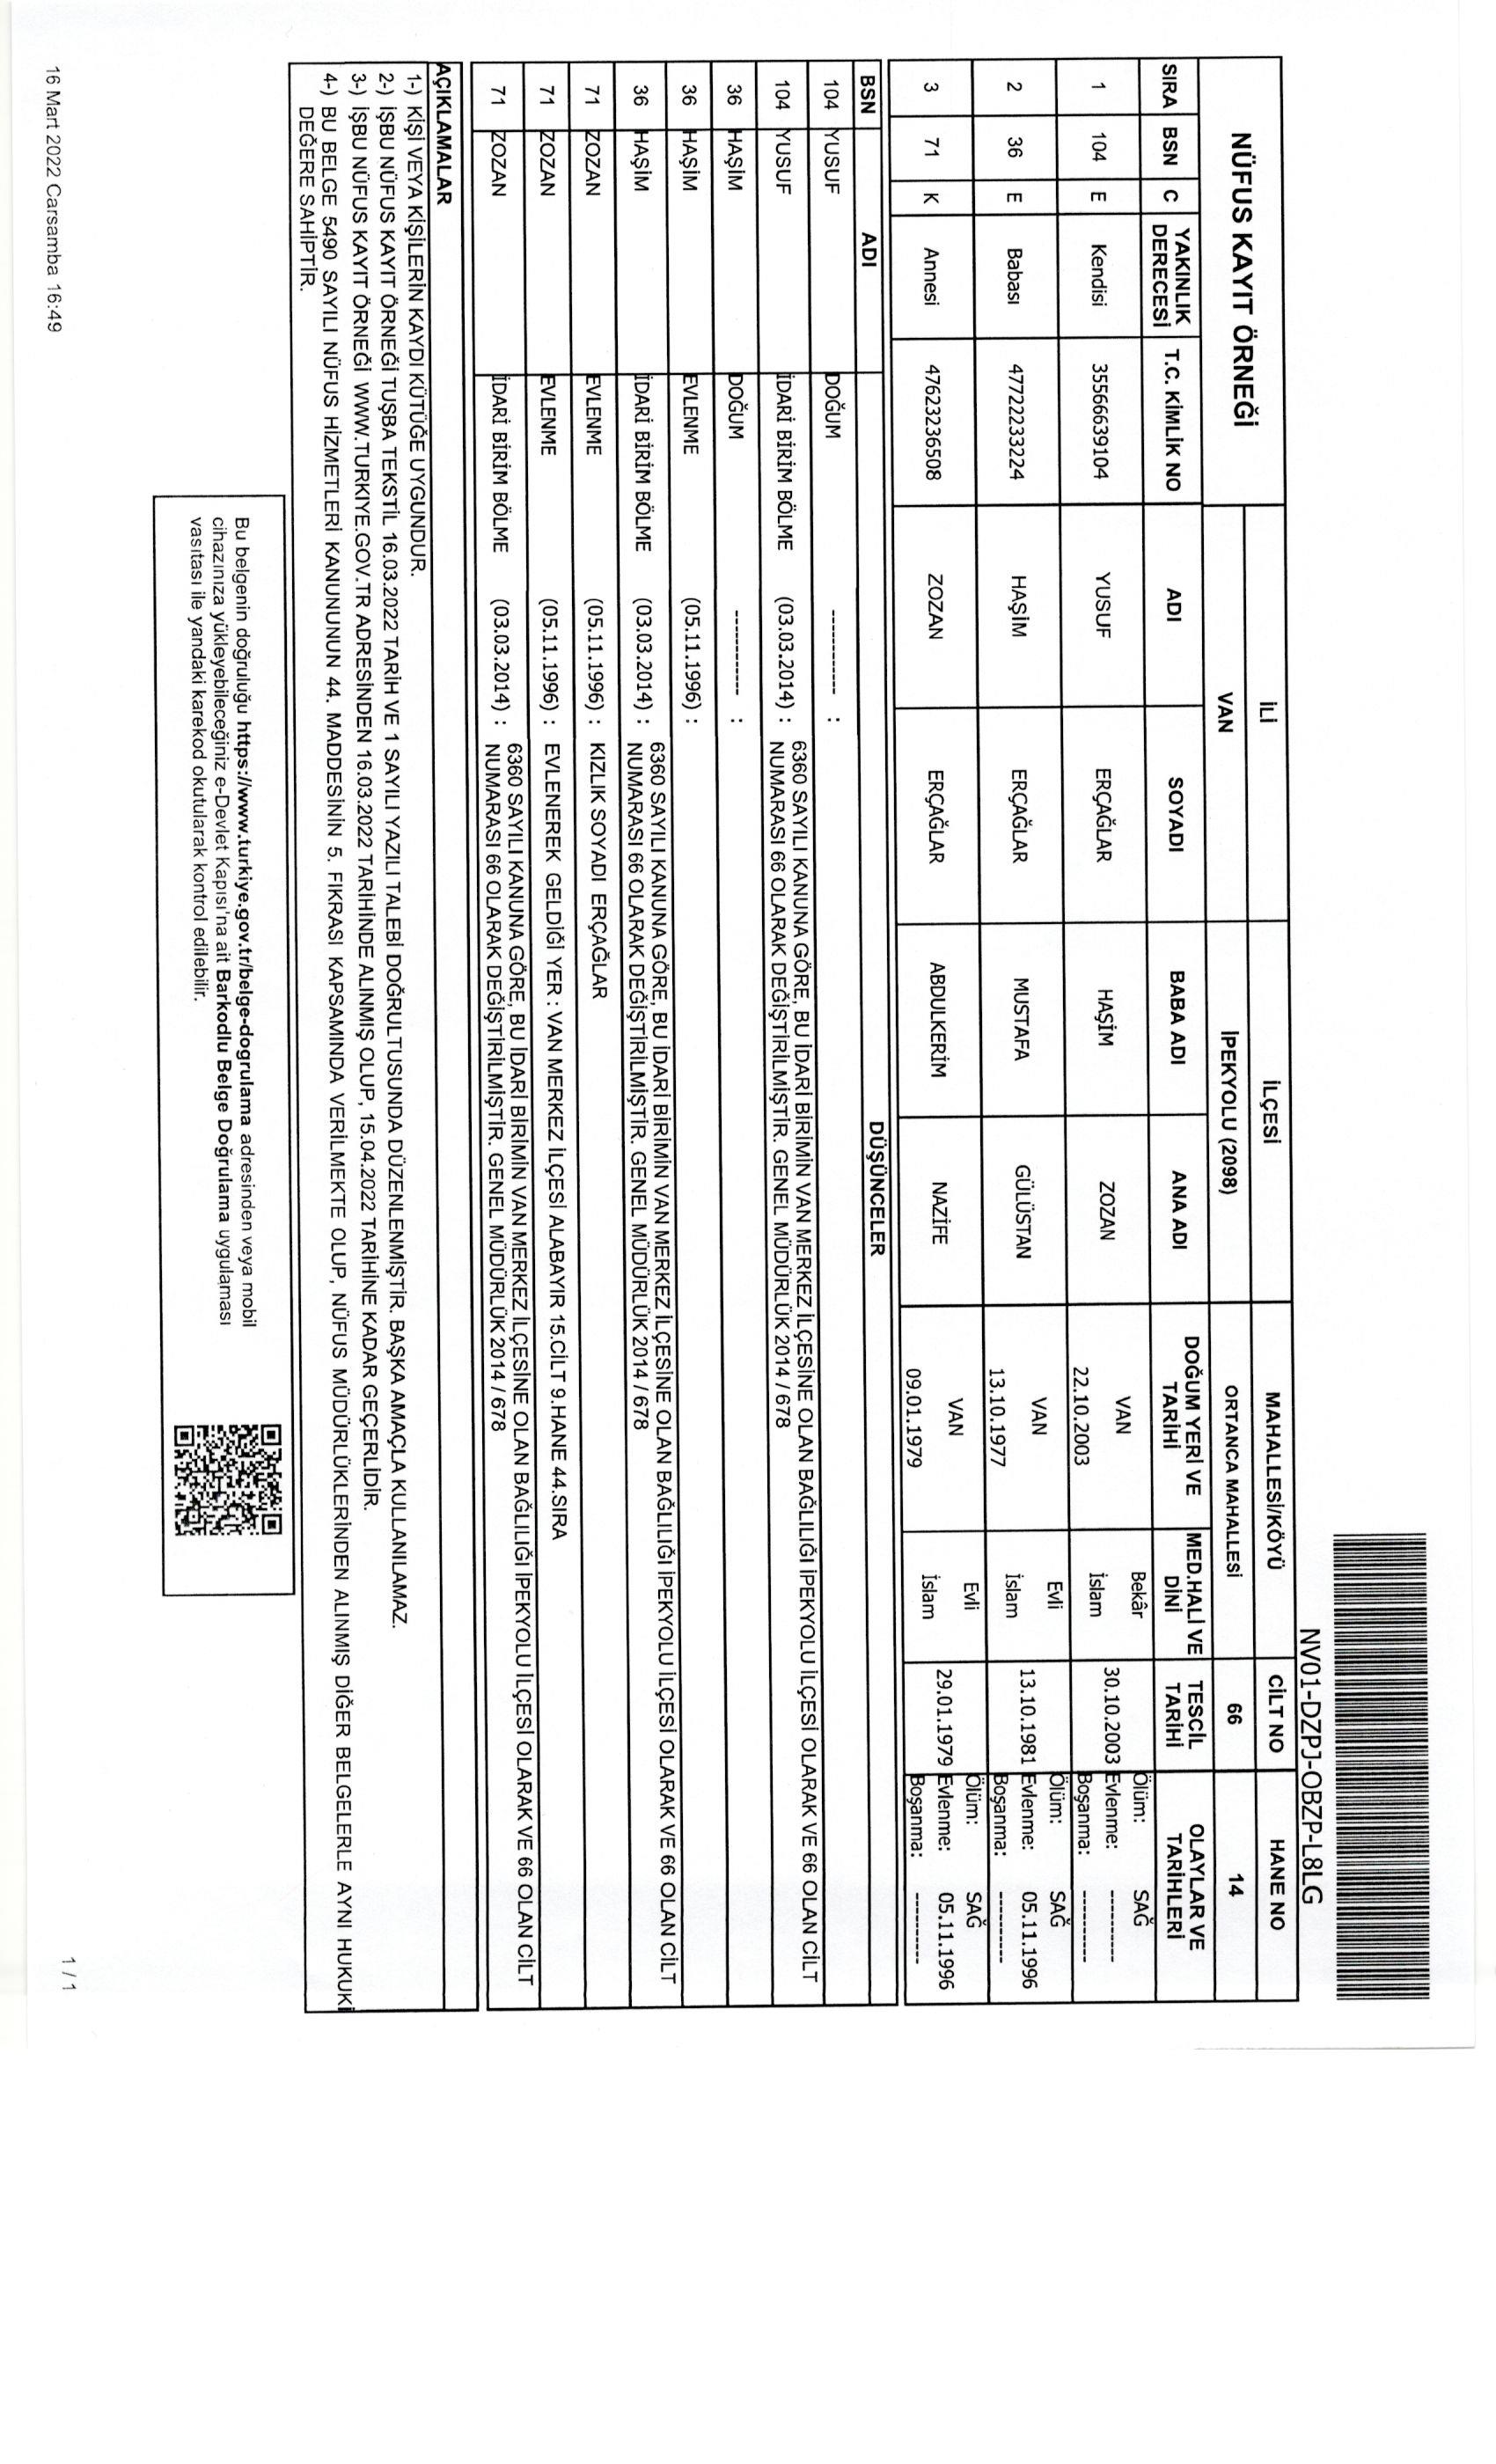 NV01-DZPJ-OBZP-L8LG
NÜFUS KAYIT ÖRNEĞİ
İLİ İLÇESİ MAHALLESİ/KÖYÜ CİLT NO HANE NO
VAN İPEKYOLU (2098) ORTANCA MAHALLESİ 66 14
SIRA BSN C YAKINLIK DERECESİ T.C. KİMLİK NO ADI SOYADI BABA ADI ANA ADI DOĞUM YERİ VE TARİHİ MED.HALİ VE DİNİ TESCİL TARİHİ OLAYLAR VE TARİHLERİ
1 104 E Kendisi 35566639104 YUSUF ERÇAĞLAR HAŞİM ZOZAN VAN 22.10.2003 Bekâr İslam 30.10.2003 Ölüm: SAĞ
Evlenme: ----------
Boşanma: ----------
2 36 E Babası 47722233224 HAŞİM ERÇAĞLAR MUSTAFA GÜLÜSTAN VAN 13.10.1977 Evli İslam 13.10.1981 Ölüm: SAĞ
Evlenme: 05.11.1996
Boşanma: ----------
3 71 K Annesi 47623236508 ZOZAN ERÇAĞLAR ABDULKERİM NAZİFE VAN 09.01.1979 Evli İslam 29.01.1979 Ölüm: SAĞ
Evlenme: 05.11.1996
Boşanma: ----------
BSN ADI DÜŞÜNCELER
104 YUSUF DOĞUM ------------ :
104 YUSUF İDARİ BİRİM BÖLME (03.03.2014) : 6360 SAYILI KANUNA GÖRE, BU İDARİ BİRİMİN VAN MERKEZ İLÇESİNE OLAN BAĞLILIĞI İPEKYOLU İLÇESİ OLARAK VE 66 OLAN CİLT
NUMARASI 66 OLARAK DEĞİŞTİRİLMİŞTİR. GENEL MÜDÜRLÜK 2014 / 678
36 HAŞİM DOĞUM ------------ :
36 HAŞİM EVLENME (05.11.1996) :
36 HAŞİM İDARİ BİRİM BÖLME (03.03.2014) : 6360 SAYILI KANUNA GÖRE, BU İDARİ BİRİMİN VAN MERKEZ İLÇESİNE OLAN BAĞLILIĞI İPEKYOLU İLÇESİ OLARAK VE 66 OLAN CİLT
NUMARASI 66 OLARAK DEĞİŞTİRİLMİŞTİR. GENEL MÜDÜRLÜK 2014 / 678
71 ZOZAN EVLENME (05.11.1996) : KIZLIK SOYADI ERÇAĞLAR
71 ZOZAN EVLENME (05.11.1996) : EVLENEREK GELDİĞİ YER : VAN MERKEZ İLÇESİ ALABAYIR 15.CİLT 9.HANE 44.SIRA
71 ZOZAN İDARİ BİRİM BÖLME (03.03.2014) : 6360 SAYILI KANUNA GÖRE, BU İDARİ BİRİMİN VAN MERKEZ İLÇESİNE OLAN BAĞLILIĞI İPEKYOLU İLÇESİ OLARAK VE 66 OLAN CİLT
NUMARASI 66 OLARAK DEĞİŞTİRİLMİŞTİR. GENEL MÜDÜRLÜK 2014 / 678
AÇIKLAMALAR
1-) KİŞİ VEYA KİŞİLERİN KAYDI KÜTÜĞE UYGUNDUR.
2-) İŞBU NÜFUS KAYIT ÖRNEĞİ TUŞBA TEKSTİL 16.03.2022 TARİH VE 1 SAYILI YAZILI TALEBİ DOĞRULTUSUNDA DÜZENLENMİŞTİR. BAŞKA AMAÇLA KULLANILAMAZ.
3-) İŞBU NÜFUS KAYIT ÖRNEĞİ WWW.TURKIYE.GOV.TR ADRESİNDEN 16.03.2022 TARİHİNDE ALINMIŞ OLUP, 15.04.2022 TARİHİNE KADAR GEÇERLİDİR.
4-) BU BELGE 5490 SAYILI NÜFUS HİZMETLERİ KANUNUNUN 44. MADDESİNİN 5. FIKRASI KAPSAMINDA VERİLMEKTE OLUP, NÜFUS MÜDÜRLÜKLERİNDEN ALINMIŞ DİĞER BELGELERLE AYNI HUKUKİ
DEĞERE SAHİPTİR.
Bu belgenin doğruluğu https://www.turkiye.gov.tr/belge-dogrulama adresinden veya mobil
cihazınıza yükleyebileceğiniz e-Devlet Kapısı'na ait Barkodlu Belge Doğrulama uygulaması
vasıtası ile yandaki karekod okutularak kontrol edilebilir.
16 Mart 2022 Carsamba 16:49
1 / 1